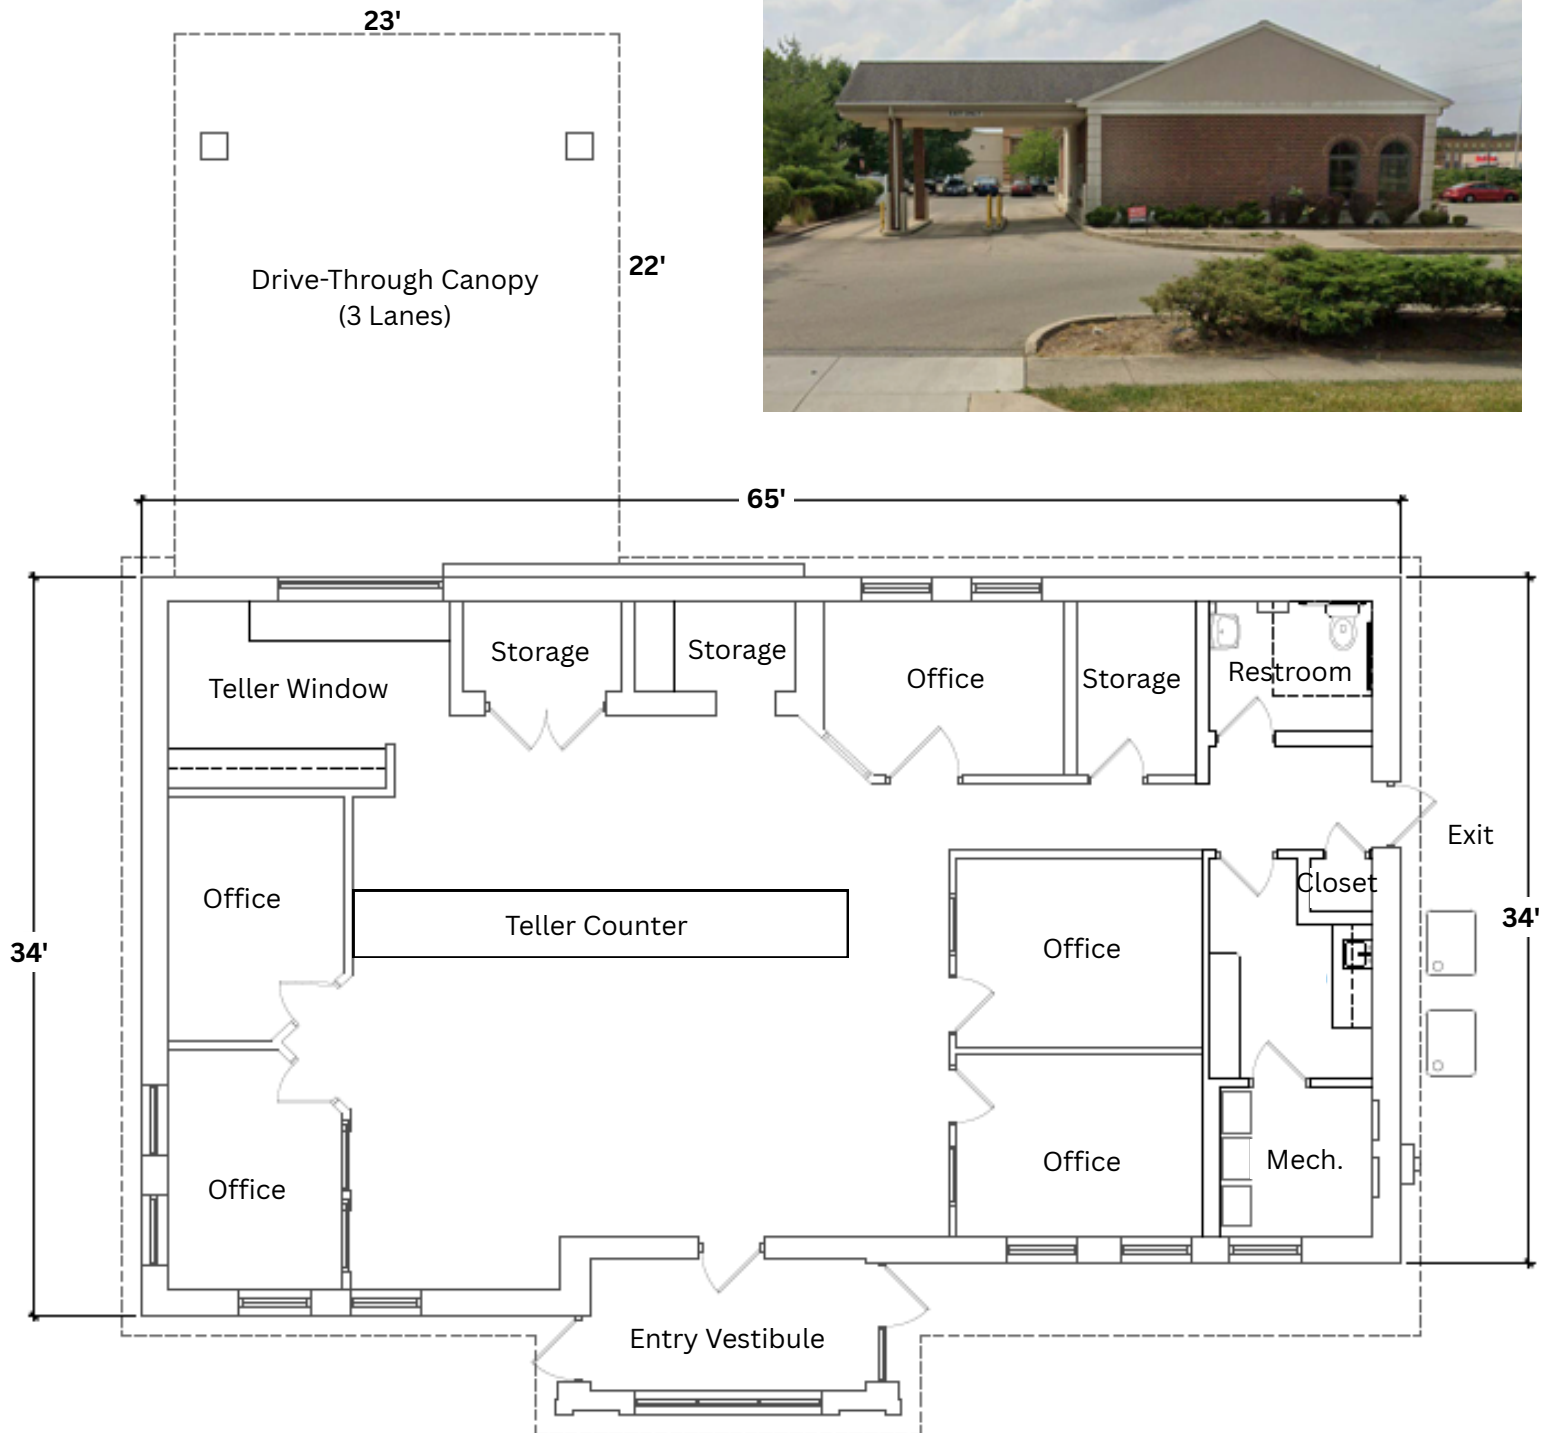 23'
22'
Drive-Through Canopy
(3 Lanes)
65'
Storage
Storage
Teller Window
Office
Storage
Restroom
Exit
Closet
Office
Teller Counter
34'
34'
Office
Office
Office
Mech.
Entry Vestibule